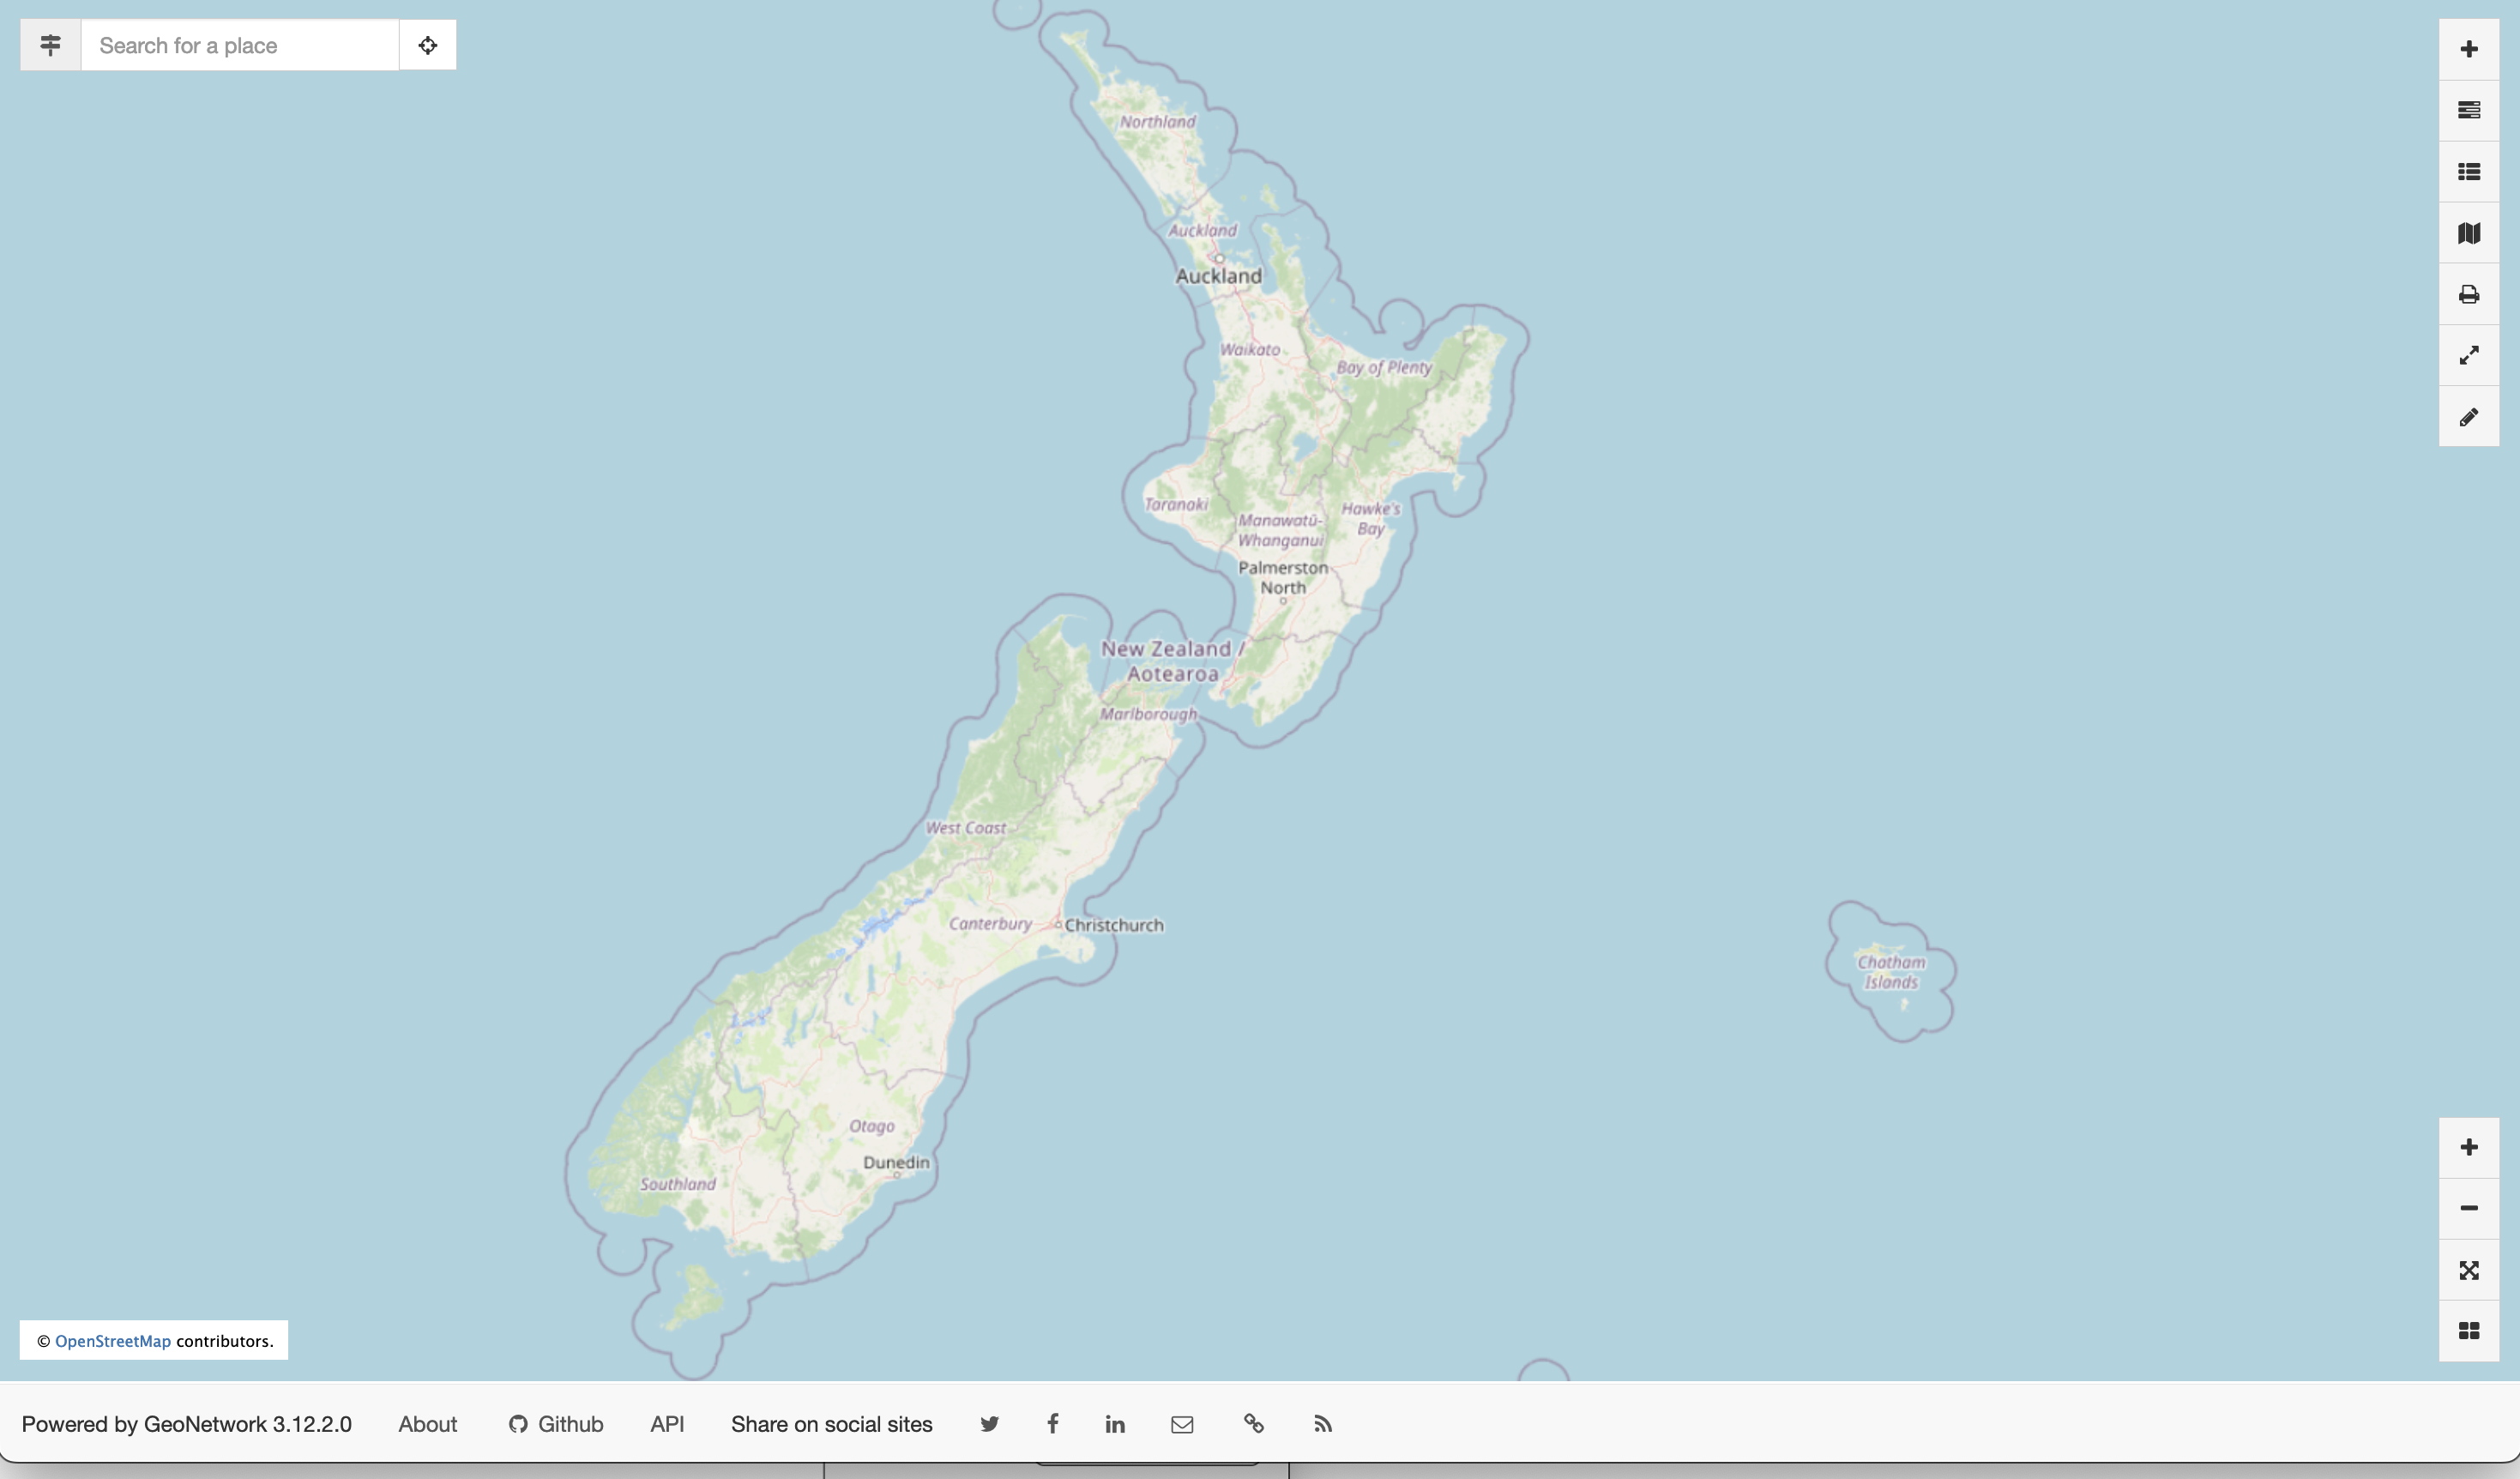 Search for a place
Northland
Auckland
Auckland
Waikato
Bay of Plenty
Taranaki
Hawke's
Bay
Manawatū-
Whanganui
Palmerston
North
New Zealand /
Aotearoa
Marlborough
West Coast
Canterbury
Christchurch
Chatham
Islands
Otago
Dunedin
Southland
© OpenStreetMap contributors.
Powered by GeoNetwork 3.12.2.0 About Github API Share on social sites